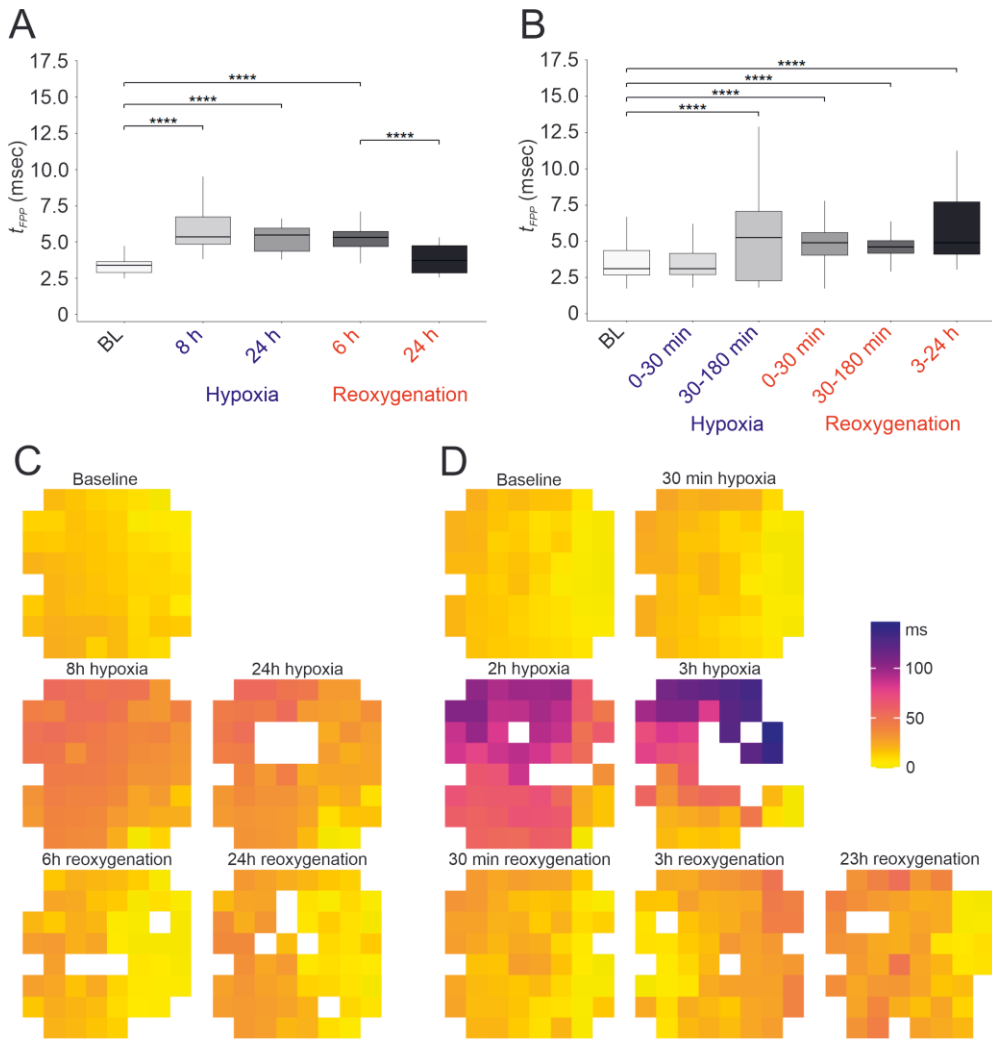 A
17.5
15.0
12.5
10.0
7.5
5.0
2.5
0
t_FPP (msec)
****
****
****
****
BL
8 h
24 h
6 h
24 h
Hypoxia
Reoxygenation
B
17.5
15.0
12.5
10.0
7.5
5.0
2.5
0
t_FPP (msec)
****
****
****
****
BL
0-30 min
30-180 min
0-30 min
30-180 min
3-24 h
Hypoxia
Reoxygenation
C
Baseline
8h hypoxia
24h hypoxia
6h reoxygenation
24h reoxygenation
D
Baseline
30 min hypoxia
2h hypoxia
3h hypoxia
30 min reoxygenation
3h reoxygenation
23h reoxygenation
ms
100
50
0